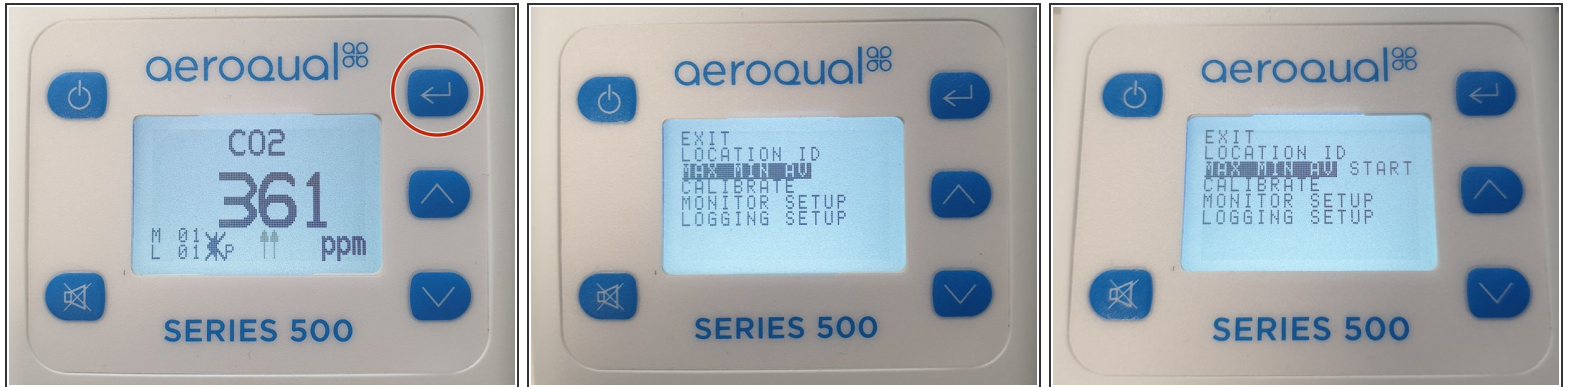 aeroqual
CO2
361
M 01
L 01 P
ppm
SERIES 500
aeroqual
EXIT
LOCATION ID
MAX MIN AV
CALIBRATE
MONITOR SETUP
LOGGING SETUP
SERIES 500
aeroqual
EXIT
LOCATION ID
MAX MIN AV START
CALIBRATE
MONITOR SETUP
LOGGING SETUP
SERIES 500